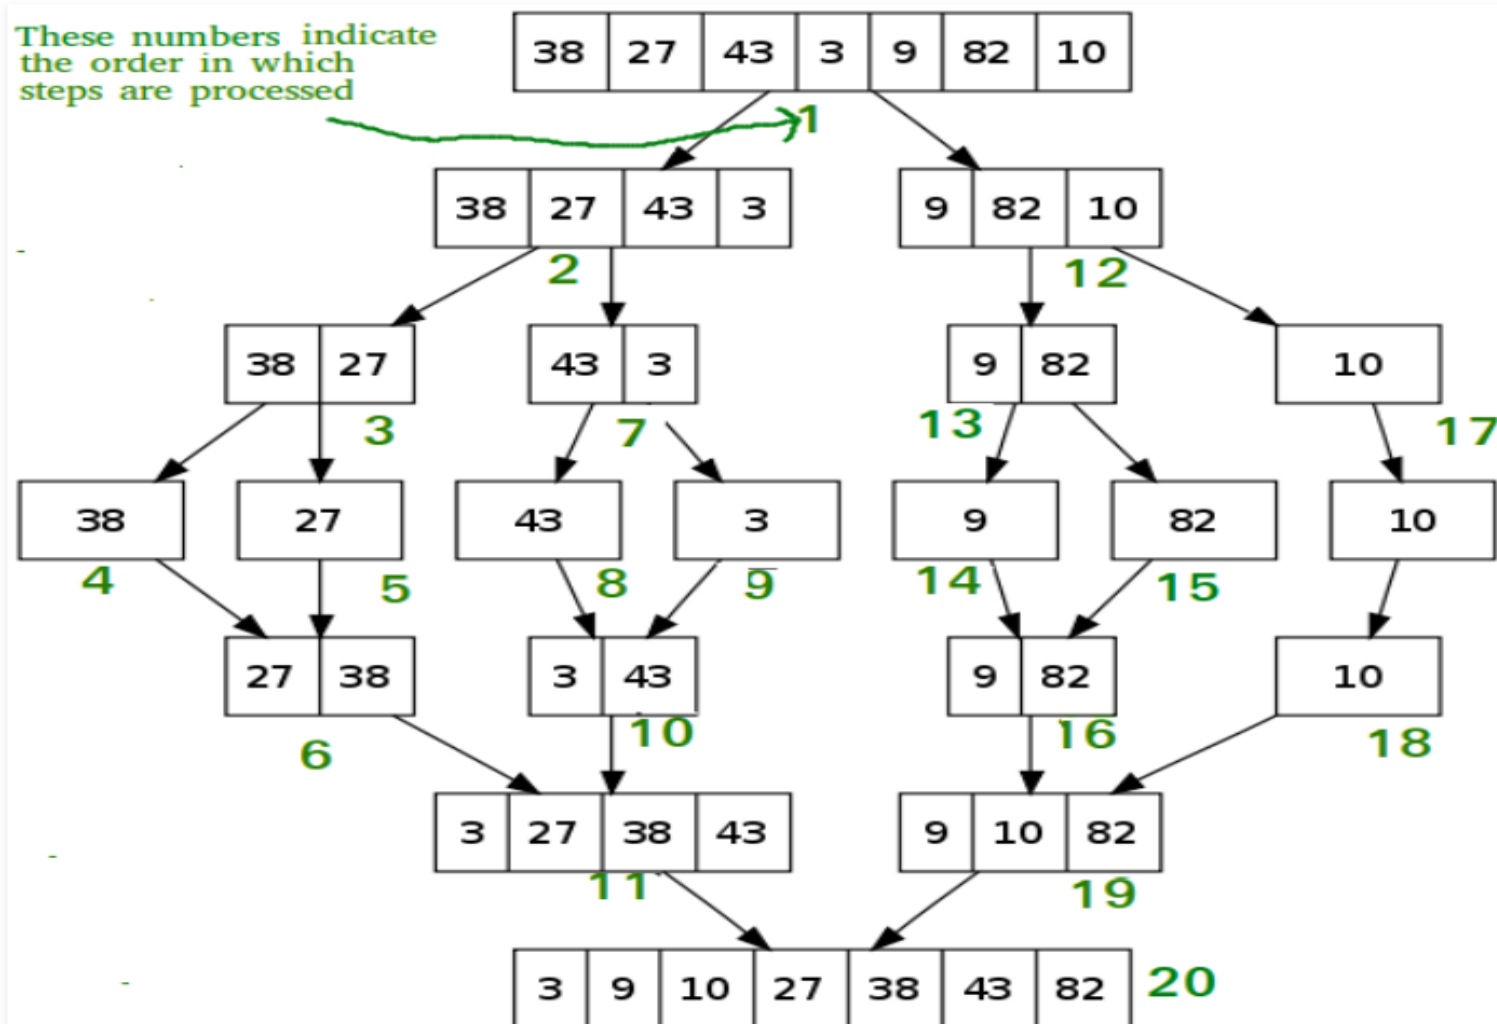 These numbers indicate
the order in which
steps are processed
38 27 43 3 9 82 10
1
38 27 43 3 9 82 10
2 12
38 27 43 3 9 82 10
3 7 13 17
38 27 43 3 9 82 10
4 5 8 9 14 15
27 38 3 43 9 82 10
6 10 16 18
3 27 38 43 9 10 82
11 19
3 9 10 27 38 43 82 20